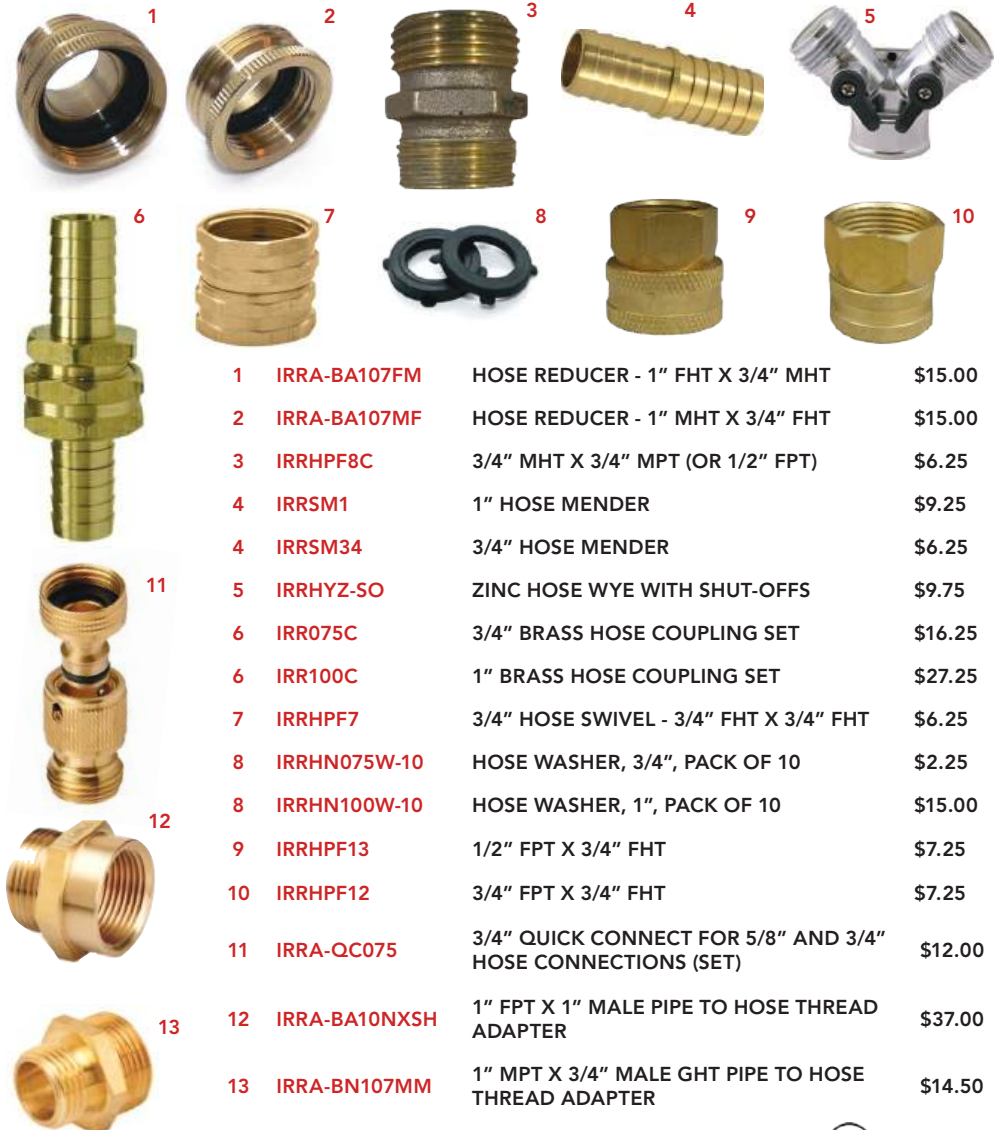 1
2
3
4
5
6
7
8
9
10
1 IRRA-BA107FM HOSE REDUCER - 1” FHT X 3/4” MHT $15.00
2 IRRA-BA107MF HOSE REDUCER - 1” MHT X 3/4” FHT $15.00
3 IRRHPF8C 3/4” MHT X 3/4” MPT (OR 1/2” FPT) $6.25
4 IRRSM1 1” HOSE MENDER $9.25
4 IRRSM34 3/4” HOSE MENDER $6.25
11
5 IRRHYZ-SO ZINC HOSE WYE WITH SHUT-OFFS $9.75
6 IRR075C 3/4” BRASS HOSE COUPLING SET $16.25
6 IRR100C 1” BRASS HOSE COUPLING SET $27.25
7 IRRHPF7 3/4” HOSE SWIVEL - 3/4” FHT X 3/4” FHT $6.25
8 IRRHN075W-10 HOSE WASHER, 3/4”, PACK OF 10 $2.25
8 IRRHN100W-10 HOSE WASHER, 1”, PACK OF 10 $15.00
12
9 IRRHPF13 1/2” FPT X 3/4” FHT $7.25
10 IRRHPF12 3/4” FPT X 3/4” FHT $7.25
11 IRRA-QC075 3/4” QUICK CONNECT FOR 5/8” AND 3/4” $12.00
HOSE CONNECTIONS (SET)
12 IRRA-BA10NXSH 1” FPT X 1” MALE PIPE TO HOSE THREAD $37.00
ADAPTER
13
13 IRRA-BN107MM 1” MPT X 3/4” MALE GHT PIPE TO HOSE $14.50
THREAD ADAPTER